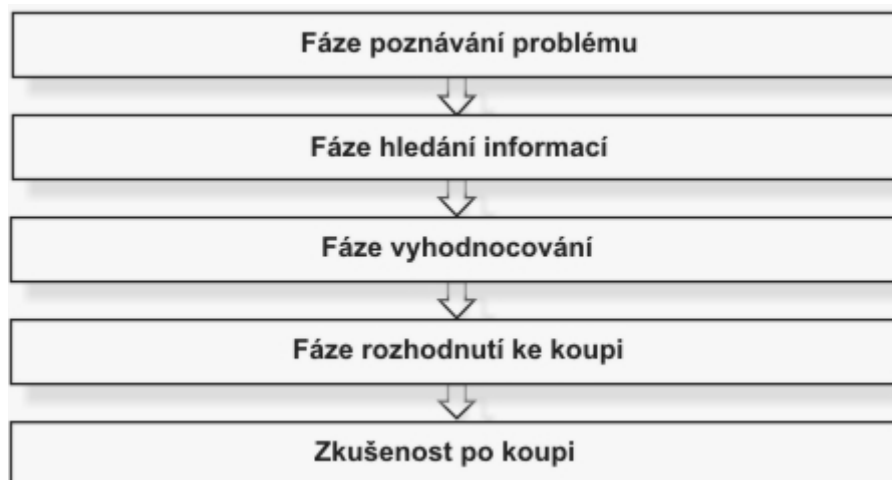 Fáze poznávání problému
Fáze hledání informací
Fáze vyhodnocování
Fáze rozhodnutí ke koupi
Zkušenost po koupi